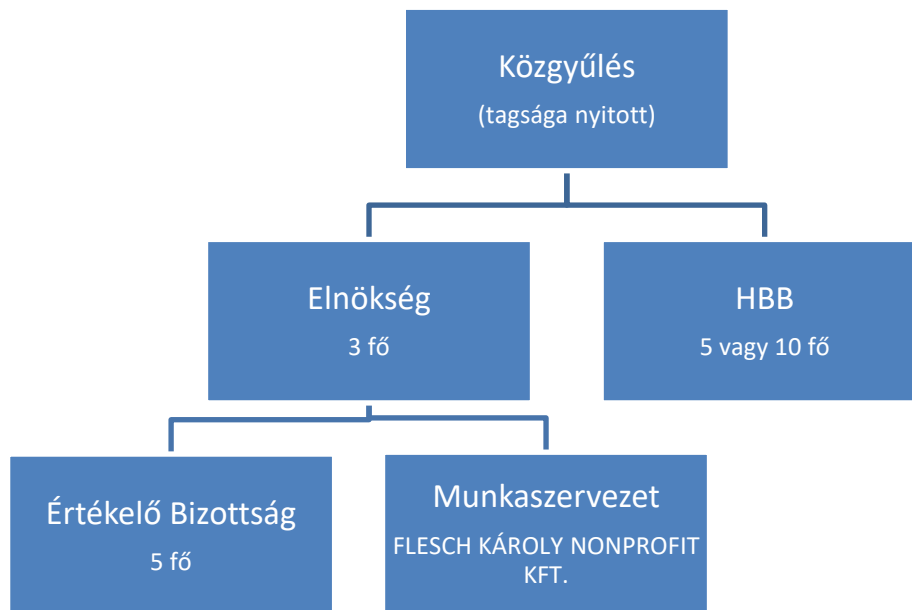 Közgyűlés
(tagsága nyitott)
Elnökség
3 fő
HBB
5 vagy 10 fő
Értékelő Bizottság
5 fő
Munkaszervezet
FLESCH KÁROLY NONPROFIT
KFT.